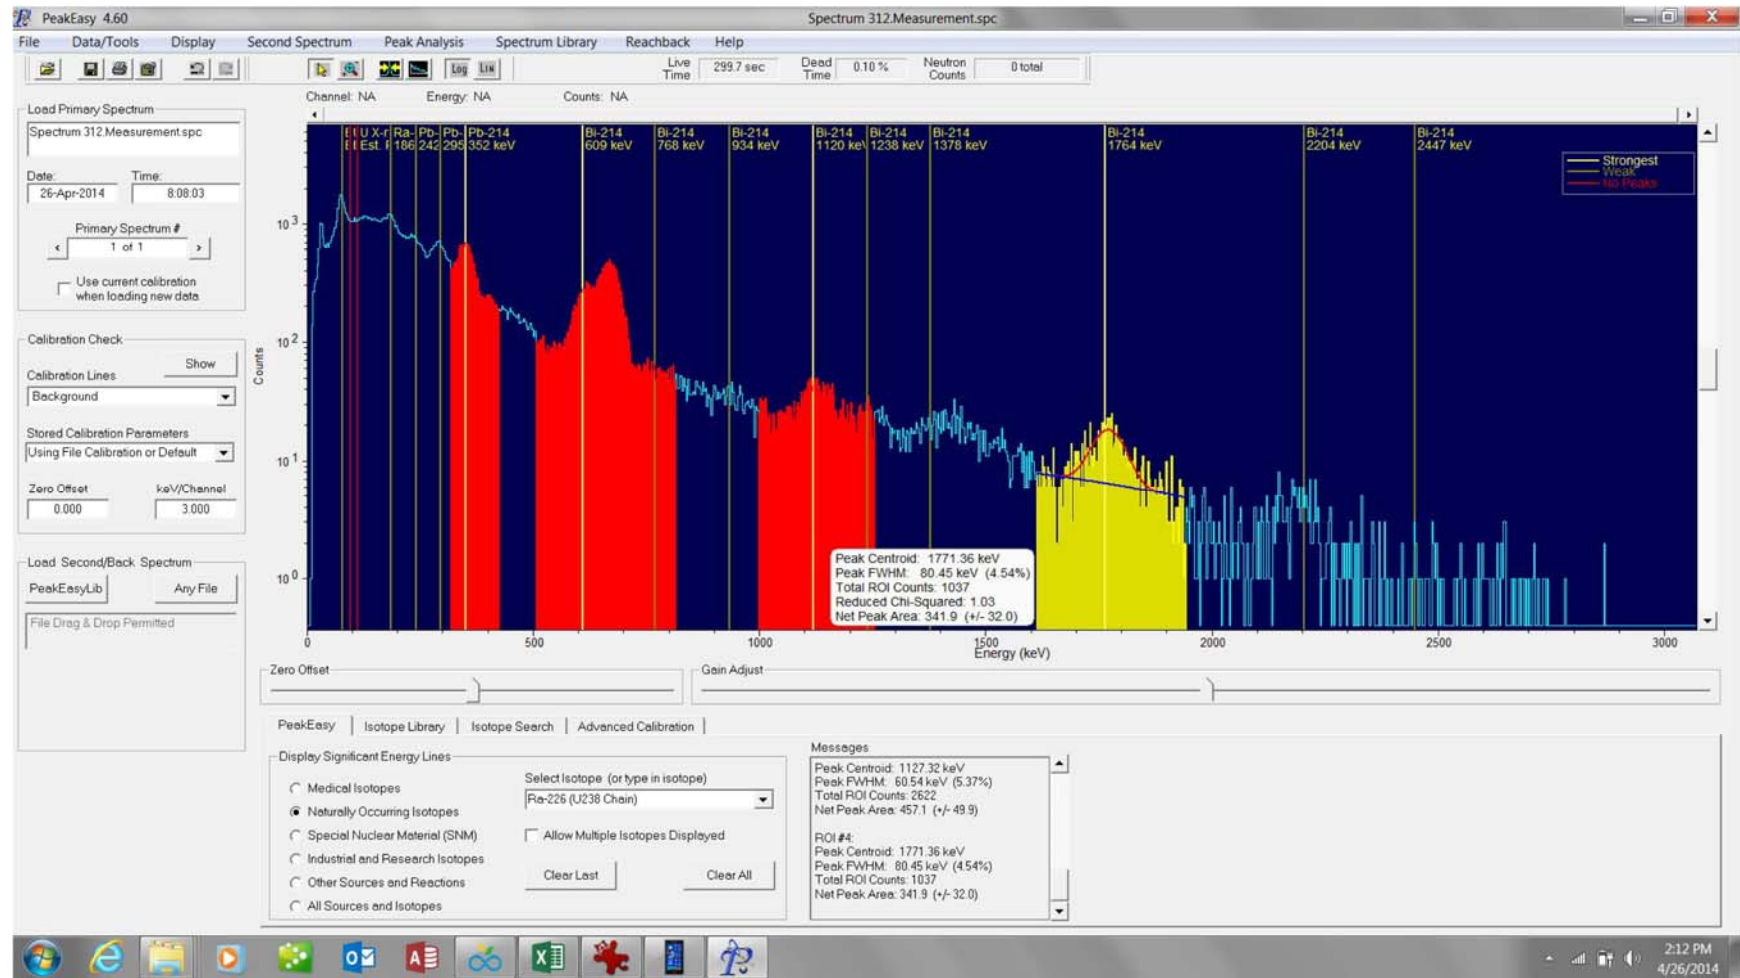 PeakEasy 4.60
Spectrum 312.Measurement.spc
File Data/Tools Display Second Spectrum Peak Analysis Spectrum Library Reachback Help
Log Lin
Live Time 299.7 sec Dead Time 0.10 % Neutron Counts 0 total
Channel: NA Energy: NA Counts: NA
Load Primary Spectrum
Spectrum 312.Measurement.spc
Date: Time:
26-Apr-2014 8:08:03
Primary Spectrum #
< 1 of 1 >
Use current calibration
when loading new data
Calibration Check
Show
Calibration Lines
Background
Stored Calibration Parameters
Using File Calibration or Default
Zero Offset keV/Channel
0.000 3.000
Load Second/Back Spectrum
PeakEasyLib Any File
File Drag & Drop Permitted
U X-r Ra- Pb- Pb- Pb-214 Bi-214 Bi-214 Bi-214 Bi-214 Bi-214 Bi-214 Bi-214 Bi-214 Bi-214
Est. 186 242 295 352 keV 609 keV 768 keV 934 keV 1120 keV 1238 keV 1378 keV 1764 keV 2204 keV 2447 keV
Strongest
Weak
No Peaks
Counts
10 3
10 2
10 1
10 0
Peak Centroid: 1771.36 keV
Peak FWHM: 80.45 keV (4.54%)
Total ROI Counts: 1037
Reduced Chi-Squared: 1.03
Net Peak Area: 341.9 (+/- 32.0)
0 500 1000 1500 2000 2500 3000
Energy (keV)
Zero Offset
Gain Adjust
PeakEasy Isotope Library Isotope Search Advanced Calibration
Display Significant Energy Lines
Medical Isotopes
Naturally Occurring Isotopes
Special Nuclear Material (SNM)
Industrial and Research Isotopes
Other Sources and Reactions
All Sources and Isotopes
Select Isotope (or type in isotope)
Ra-226 (U238 Chain)
Allow Multiple Isotopes Displayed
Clear Last Clear All
Messages
Peak Centroid: 1127.32 keV
Peak FWHM: 60.54 keV (5.37%)
Total ROI Counts: 2622
Net Peak Area: 457.1 (+/- 49.9)
ROI #4:
Peak Centroid: 1771.36 keV
Peak FWHM: 80.45 keV (4.54%)
Total ROI Counts: 1037
Net Peak Area: 341.9 (+/- 32.0)
2:12 PM
4/26/2014